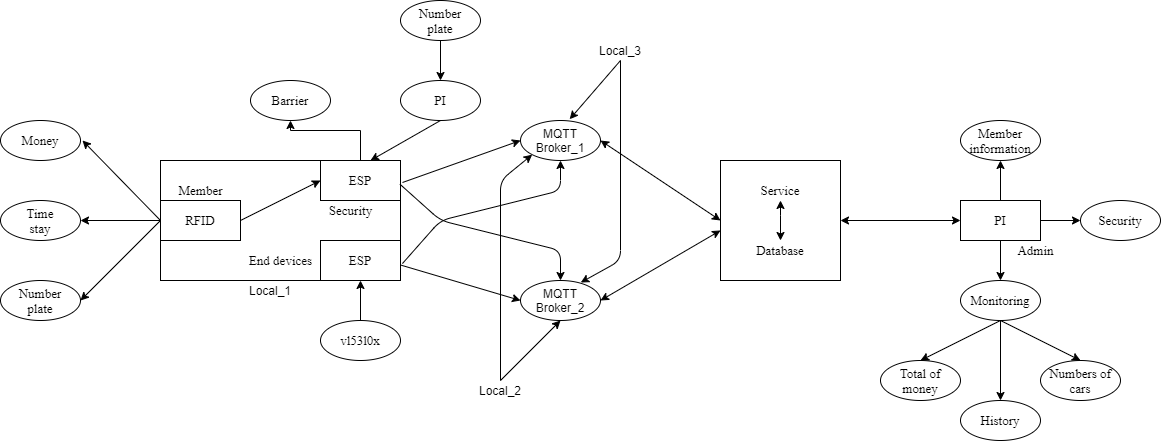 Number
plate
Local_3
Barrier
PI
Money
MQTT
Broker_1
Member
information
ESP
Member
Service
Time
stay
RFID
Security
PI
Security
End devices
ESP
Database
Admin
Local_1
Number
plate
MQTT
Broker_2
Monitoring
vl53l0x
Local_2
Total of
money
Numbers of
cars
History